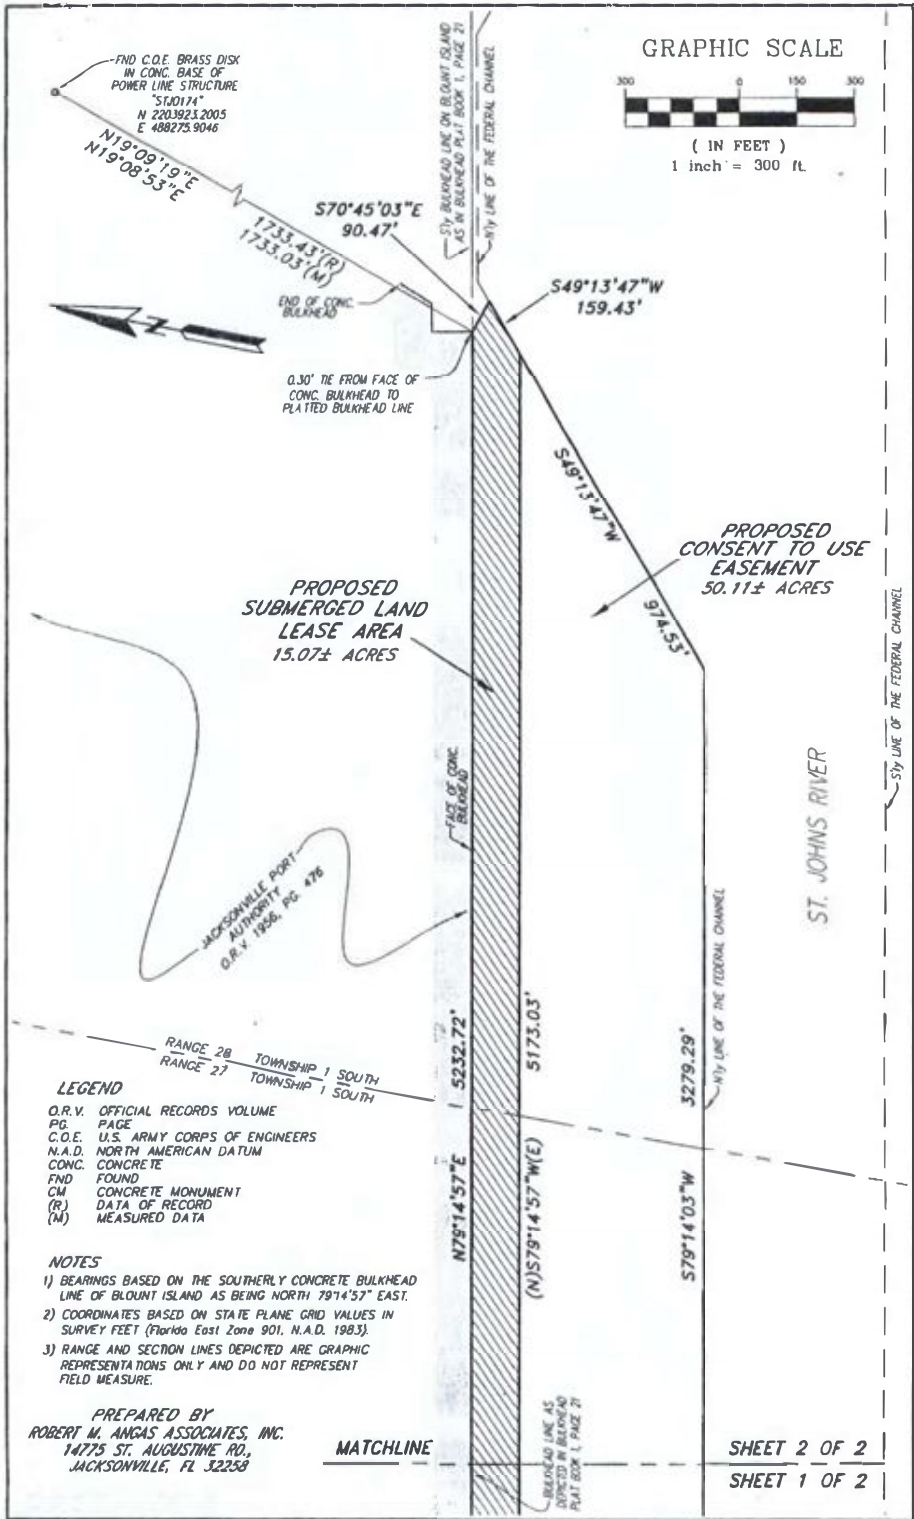 GRAPHIC SCALE
300 0 150 300
( IN FEET )
1 inch = 300 ft.
FND C.O.E. BRASS DISK
IN CONC. BASE OF
POWER LINE STRUCTURE
"STJ0174"
N 2203923.2005
E 488275.9046
N19°09'19"E
N19°08'53"E
1733.43'(R)
1733.03'(M)
S'ly BULKHEAD LINE ON BLOUNT ISLAND
AS IN BULKHEAD PLAT BOOK 1, PAGE 21
N'ly LINE OF THE FEDERAL CHANNEL
S70°45'03"E
90.47'
S49°13'47"W
159.43'
END OF CONC.
BULKHEAD
N
0.30' TIE FROM FACE OF
CONC. BULKHEAD TO
PLATTED BULKHEAD LINE
S49°13'47"W
974.53'
PROPOSED
CONSENT TO USE
EASEMENT
50.11± ACRES
PROPOSED
SUBMERGED LAND
LEASE AREA
15.07± ACRES
S'ly LINE OF THE FEDERAL CHANNEL
ST. JOHNS RIVER
FACE OF CONC.
BULKHEAD
JACKSONVILLE PORT
AUTHORITY
O.R.V. 1956, PG. 476
RANGE 28 TOWNSHIP 1 SOUTH
RANGE 27 TOWNSHIP 1 SOUTH
N79°14'57"E 5232.72'
(N)S79°14'57"W(E) 5173.03'
S79°14'03"W 3279.29'
N'ly LINE OF THE FEDERAL CHANNEL
LEGEND
O.R.V. OFFICIAL RECORDS VOLUME
PG. PAGE
C.O.E. U.S. ARMY CORPS OF ENGINEERS
N.A.D. NORTH AMERICAN DATUM
CONC. CONCRETE
FND FOUND
CM CONCRETE MONUMENT
(R) DATA OF RECORD
(M) MEASURED DATA
NOTES
1) BEARINGS BASED ON THE SOUTHERLY CONCRETE BULKHEAD
LINE OF BLOUNT ISLAND AS BEING NORTH 79°14'57" EAST.
2) COORDINATES BASED ON STATE PLANE GRID VALUES IN
SURVEY FEET (Florida East Zone 901, N.A.D. 1983).
3) RANGE AND SECTION LINES DEPICTED ARE GRAPHIC
REPRESENTATIONS ONLY AND DO NOT REPRESENT
FIELD MEASURE.
PREPARED BY
ROBERT M. ANGAS ASSOCIATES, INC.
14775 ST. AUGUSTINE RD.,
JACKSONVILLE, FL 32258
MATCHLINE
BULKHEAD LINE AS
DEPICTED IN BULKHEAD
PLAT BOOK 1, PAGE 21
SHEET 2 OF 2
SHEET 1 OF 2